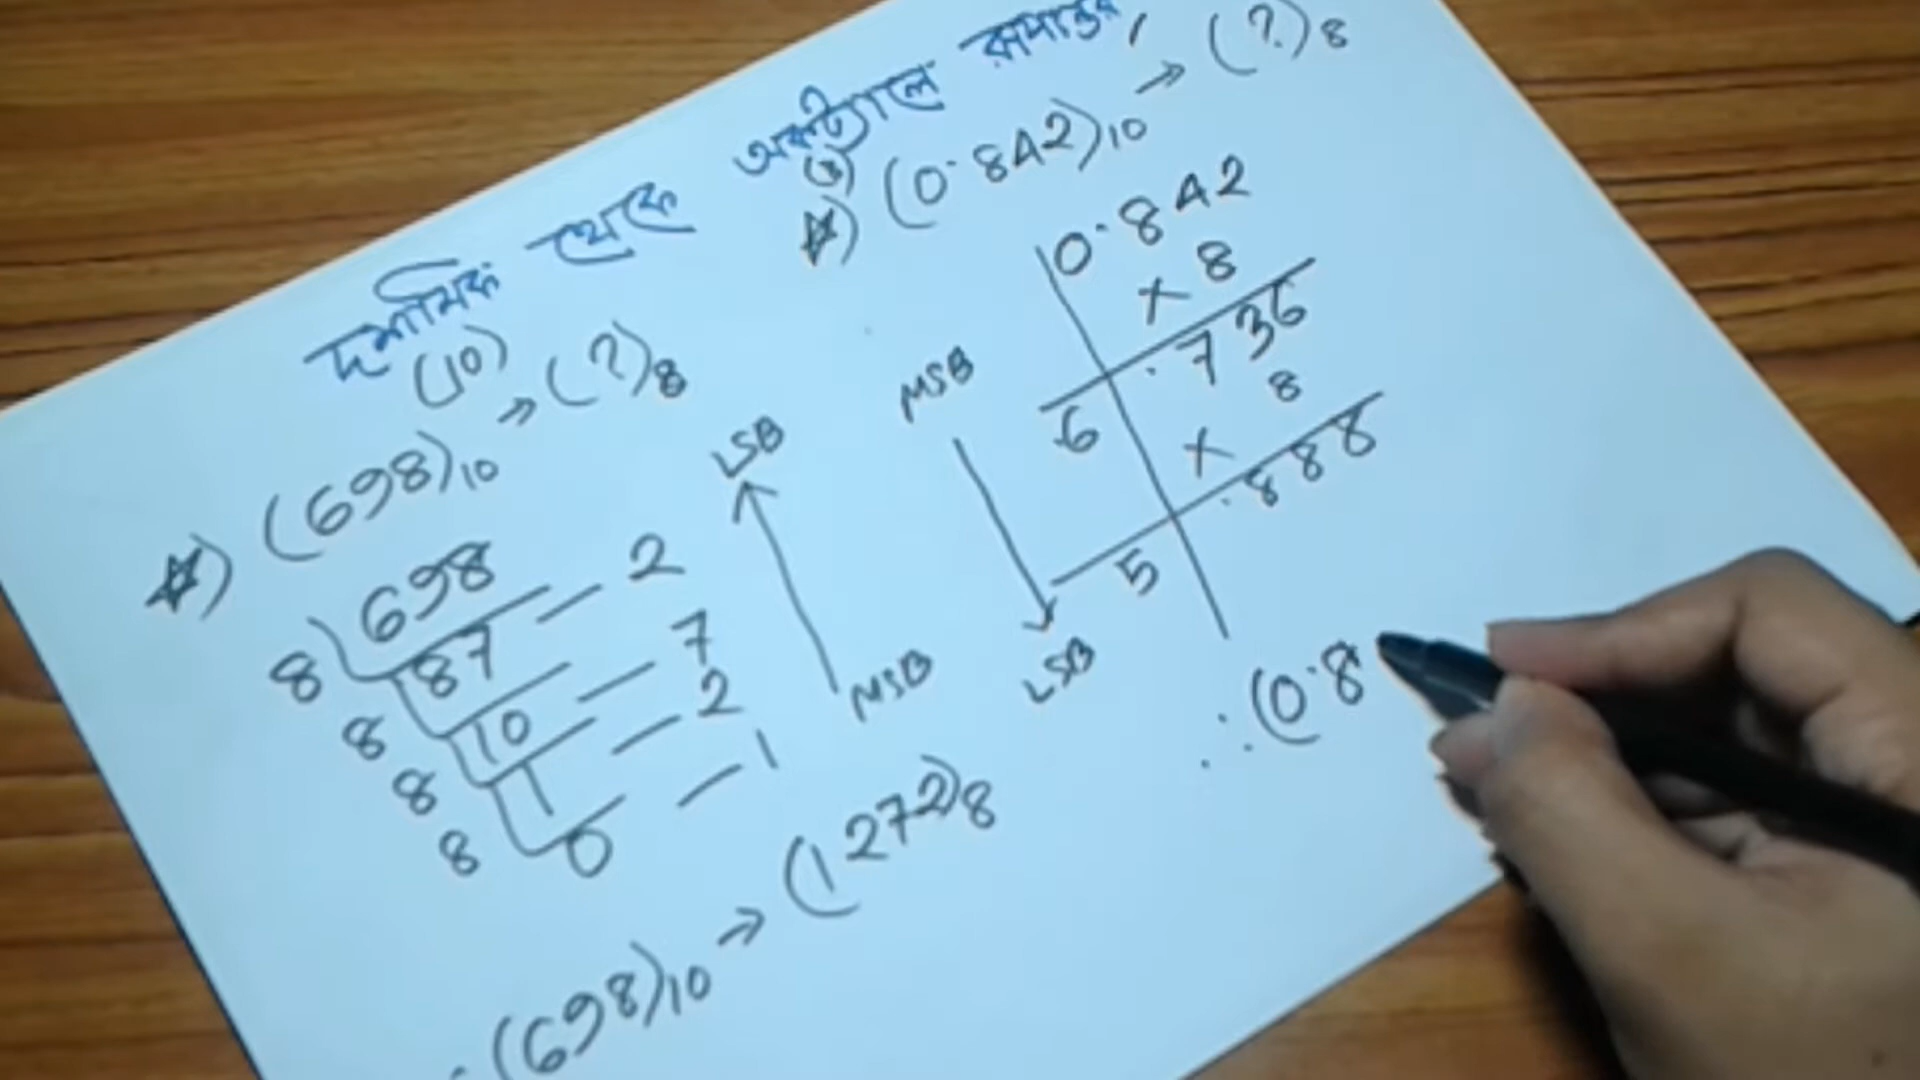 দশমিক থেকে অকট্যালে রূপান্তর,
(10) (8)
☆) (698)10 → (?)8
8 698 — 2
8 87 — 7
8 10 — 2
8 1 — 1
0
LSB
MSB
(698)10 → (1272)8
☆) (0.842)10 → (?)8
0.842
× 8
6 .736
× 8
5 .888
MSB
LSB
∴ (0.8